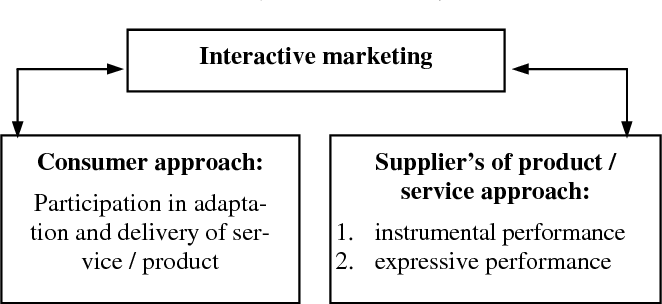 Interactive marketing
Consumer approach:
Participation in adapta-
tion and delivery of ser-
vice / product
Supplier’s of product /
service approach:
1. instrumental performance
2. expressive performance